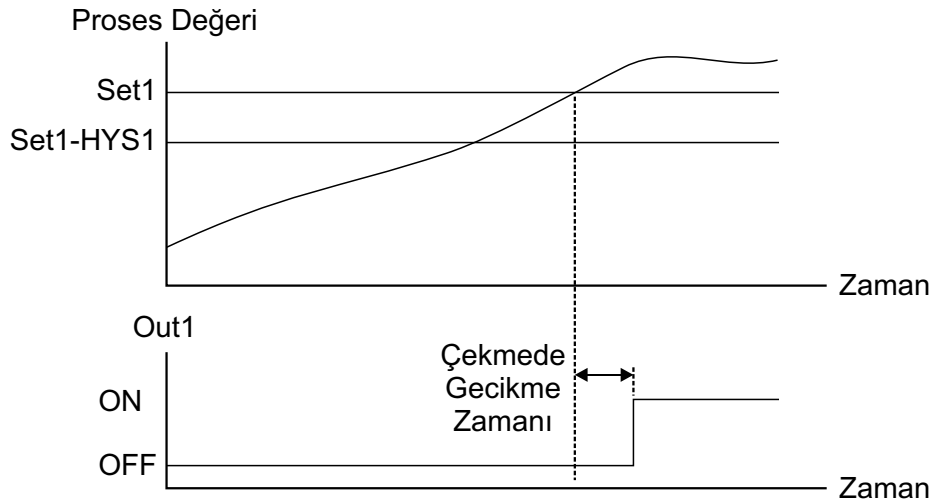 Proses Değeri
Set1
Set1-HYS1
Zaman
Out1
Çekmede
Gecikme
Zamanı
ON
OFF
Zaman